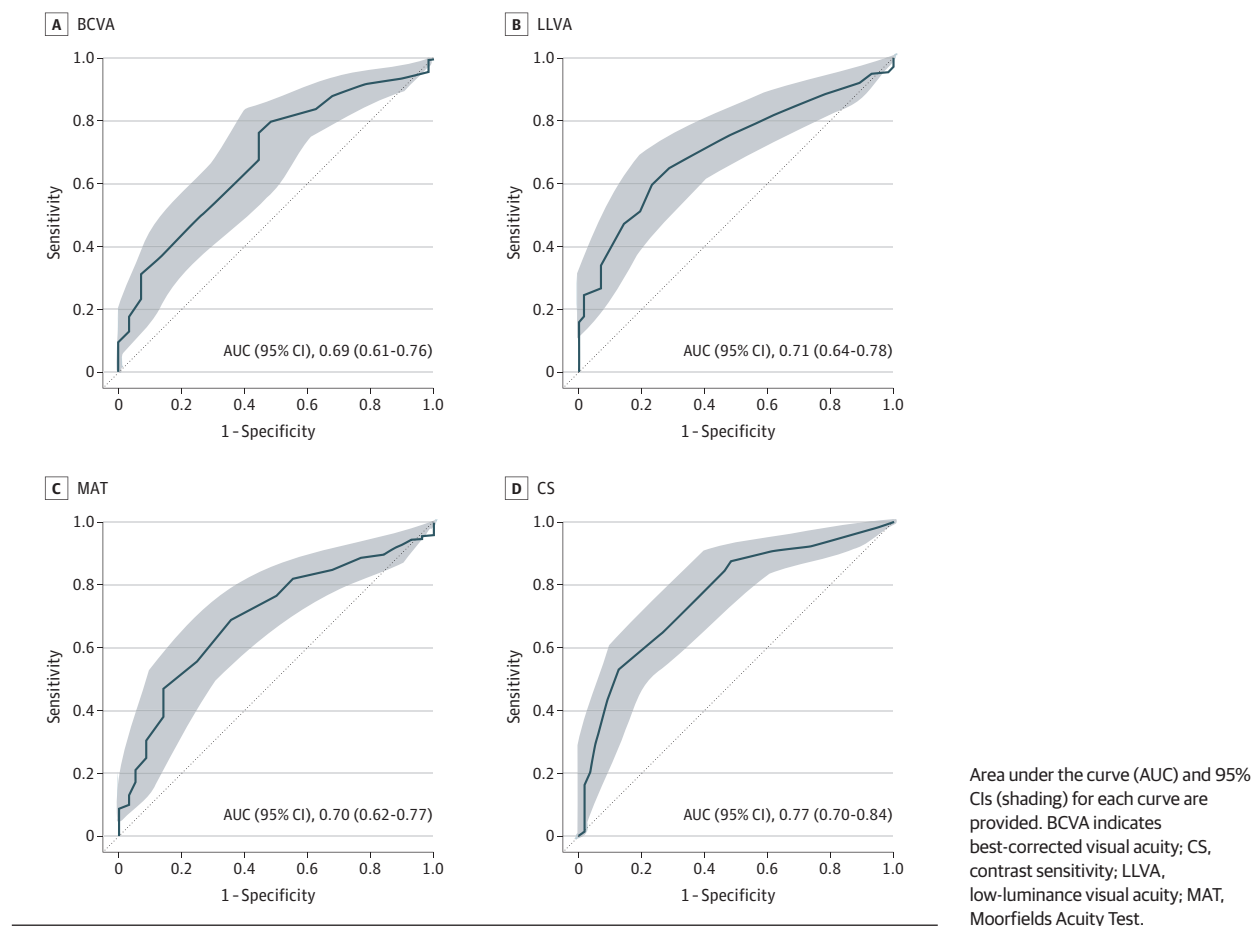 A BCVA
1.0
0.8
0.6
0.4
0.2
0
Sensitivity
AUC (95% CI), 0.69 (0.61-0.76)
0 0.2 0.4 0.6 0.8 1.0
1 - Specificity
B LLVA
1.0
0.8
0.6
0.4
0.2
0
Sensitivity
AUC (95% CI), 0.71 (0.64-0.78)
0 0.2 0.4 0.6 0.8 1.0
1 - Specificity
C MAT
1.0
0.8
0.6
0.4
0.2
0
Sensitivity
AUC (95% CI), 0.70 (0.62-0.77)
0 0.2 0.4 0.6 0.8 1.0
1 - Specificity
D CS
1.0
0.8
0.6
0.4
0.2
0
Sensitivity
AUC (95% CI), 0.77 (0.70-0.84)
0 0.2 0.4 0.6 0.8 1.0
1 - Specificity
Area under the curve (AUC) and 95%
CIs (shading) for each curve are
provided. BCVA indicates
best-corrected visual acuity; CS,
contrast sensitivity; LLVA,
low-luminance visual acuity; MAT,
Moorfields Acuity Test.